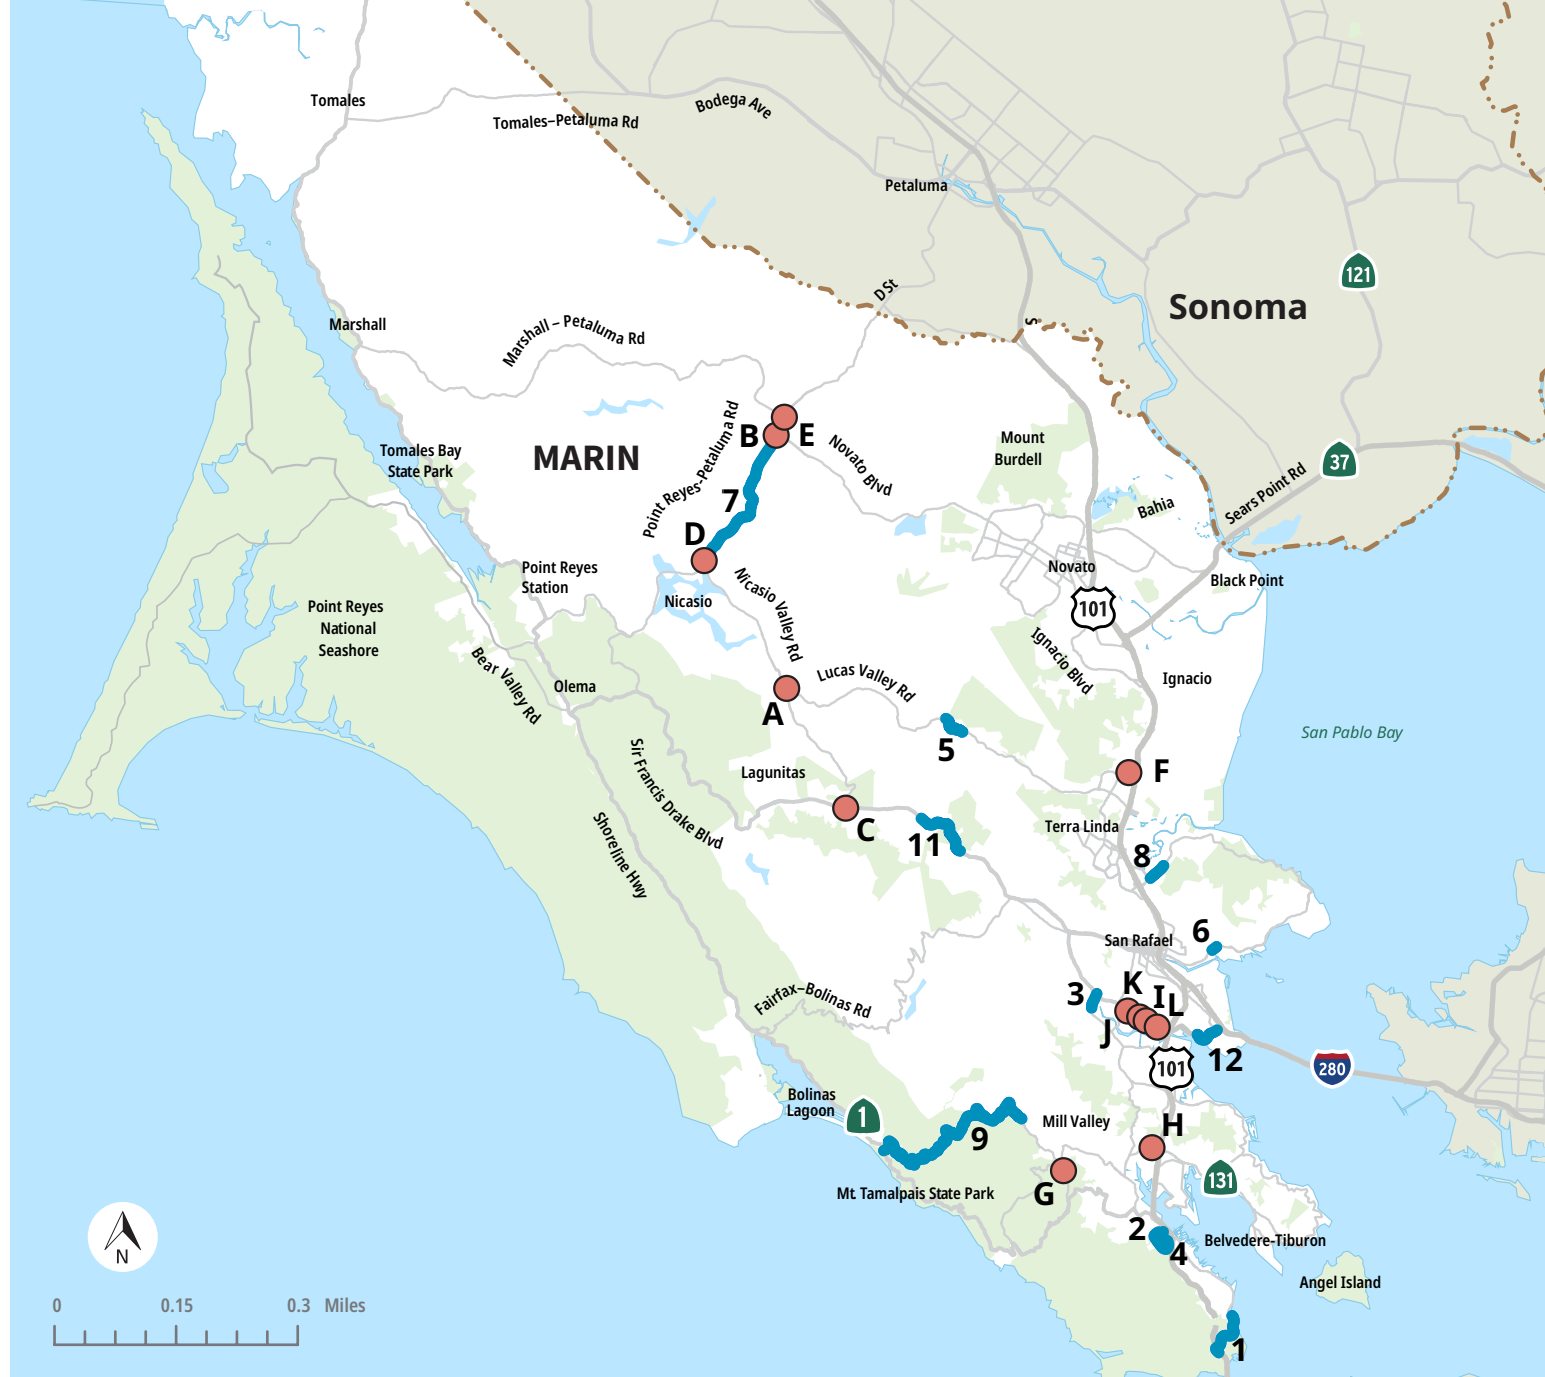 Tomales
Tomales–Petaluma Rd
Bodega Ave
Petaluma
D St
S
121
Sonoma
Marshall
Marshall – Petaluma Rd
Point Reyes-Petaluma Rd
B
E
Novato Blvd
Mount
Burdell
37
Sears Point Rd
Tomales Bay
State Park
MARIN
7
D
Bahia
Novato
Black Point
101
Point Reyes
Station
Nicasio
Nicasio Valley Rd
Point Reyes
National
Seashore
Bear Valley Rd
Olema
Ignacio Blvd
Ignacio
Lucas Valley Rd
A
5
San Pablo Bay
Sir Francis Drake Blvd
Lagunitas
F
C
11
Terra Linda
8
Shoreline Hwy
San Rafael
6
Fairfax–Bolinas Rd
3
K
I
L
J
12
101
280
Bolinas
Lagoon
1
9
Mill Valley
H
G
131
Mt. Tamalpais State Park
2
4
Belvedere-Tiburon
Angel Island
1
N
0 0.15 0.3 Miles